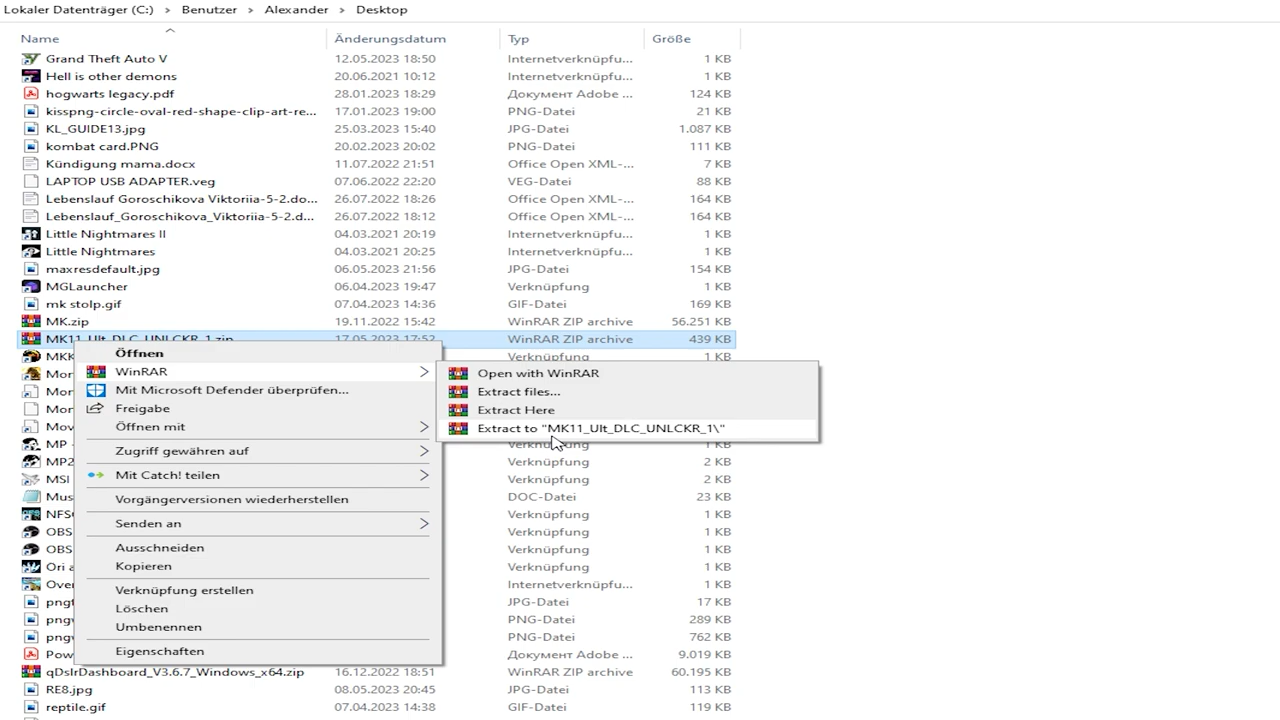 Lokaler Datenträger (C:) › Benutzer › Alexander › Desktop
Name Änderungsdatum Typ Größe
Grand Theft Auto V 12.05.2023 18:50 Internetverknüpfu... 1 KB
Hell is other demons 20.06.2021 10:12 Internetverknüpfu... 1 KB
hogwarts legacy.pdf 28.01.2023 18:29 Документ Adobe ... 124 KB
kisspng-circle-oval-red-shape-clip-art-re... 17.01.2023 19:00 PNG-Datei 21 KB
KL_GUIDE13.jpg 25.03.2023 15:40 JPG-Datei 1.087 KB
kombat card.PNG 20.02.2023 20:02 PNG-Datei 111 KB
Kündigung mama.docx 11.07.2022 21:51 Office Open XML-... 7 KB
LAPTOP USB ADAPTER.veg 07.06.2022 22:20 VEG-Datei 88 KB
Lebenslauf Goroschikova Viktoriia-5-2.do... 26.07.2022 18:26 Office Open XML-... 164 KB
Lebenslauf_Goroschikova_Viktoriia-5-2.d... 26.07.2022 18:12 Office Open XML-... 164 KB
Little Nightmares II 04.03.2021 20:19 Internetverknüpfu... 1 KB
Little Nightmares 04.03.2021 20:25 Internetverknüpfu... 1 KB
maxresdefault.jpg 06.05.2023 21:56 JPG-Datei 154 KB
MGLauncher 06.04.2023 19:47 Verknüpfung 1 KB
mk stolp.gif 07.04.2023 14:36 GIF-Datei 169 KB
MK.zip 19.11.2022 15:42 WinRAR ZIP archive 56.251 KB
MK11_Ult_DLC_UNLCKR_1.zip 17.05.2023 17:52 WinRAR ZIP archive 439 KB
MKK Verknüpfung 1 KB
Öffnen
Mor
WinRAR
Open with WinRAR
Mit Microsoft Defender überprüfen...
Extract files...
Mor
Freigabe
Extract Here
Mov
Öffnen mit
Extract to "MK11_Ult_DLC_UNLCKR_1\"
MP - Verknüpfung 1 KB
Zugriff gewähren auf
MP2 Verknüpfung 2 KB
Mit Catch! teilen
MSI Verknüpfung 2 KB
Mus DOC-Datei 23 KB
Vorgängerversionen wiederherstellen
NFS Verknüpfung 1 KB
Senden an
OBS Verknüpfung 1 KB
Ausschneiden
OBS Verknüpfung 1 KB
Kopieren
Ori a Verknüpfung 1 KB
Over Internetverknüpfu... 1 KB
Verknüpfung erstellen
pngf JPG-Datei 17 KB
Löschen
pngw PNG-Datei 289 KB
Umbenennen
pngw PNG-Datei 762 KB
Eigenschaften
Pow Документ Adobe ... 9.019 KB
qDslrDashboard_V3.6.7_Windows_x64.zip 16.12.2022 18:51 WinRAR ZIP archive 60.195 KB
RE8.jpg 08.05.2023 20:45 JPG-Datei 113 KB
reptile.gif 07.04.2023 14:38 GIF-Datei 119 KB